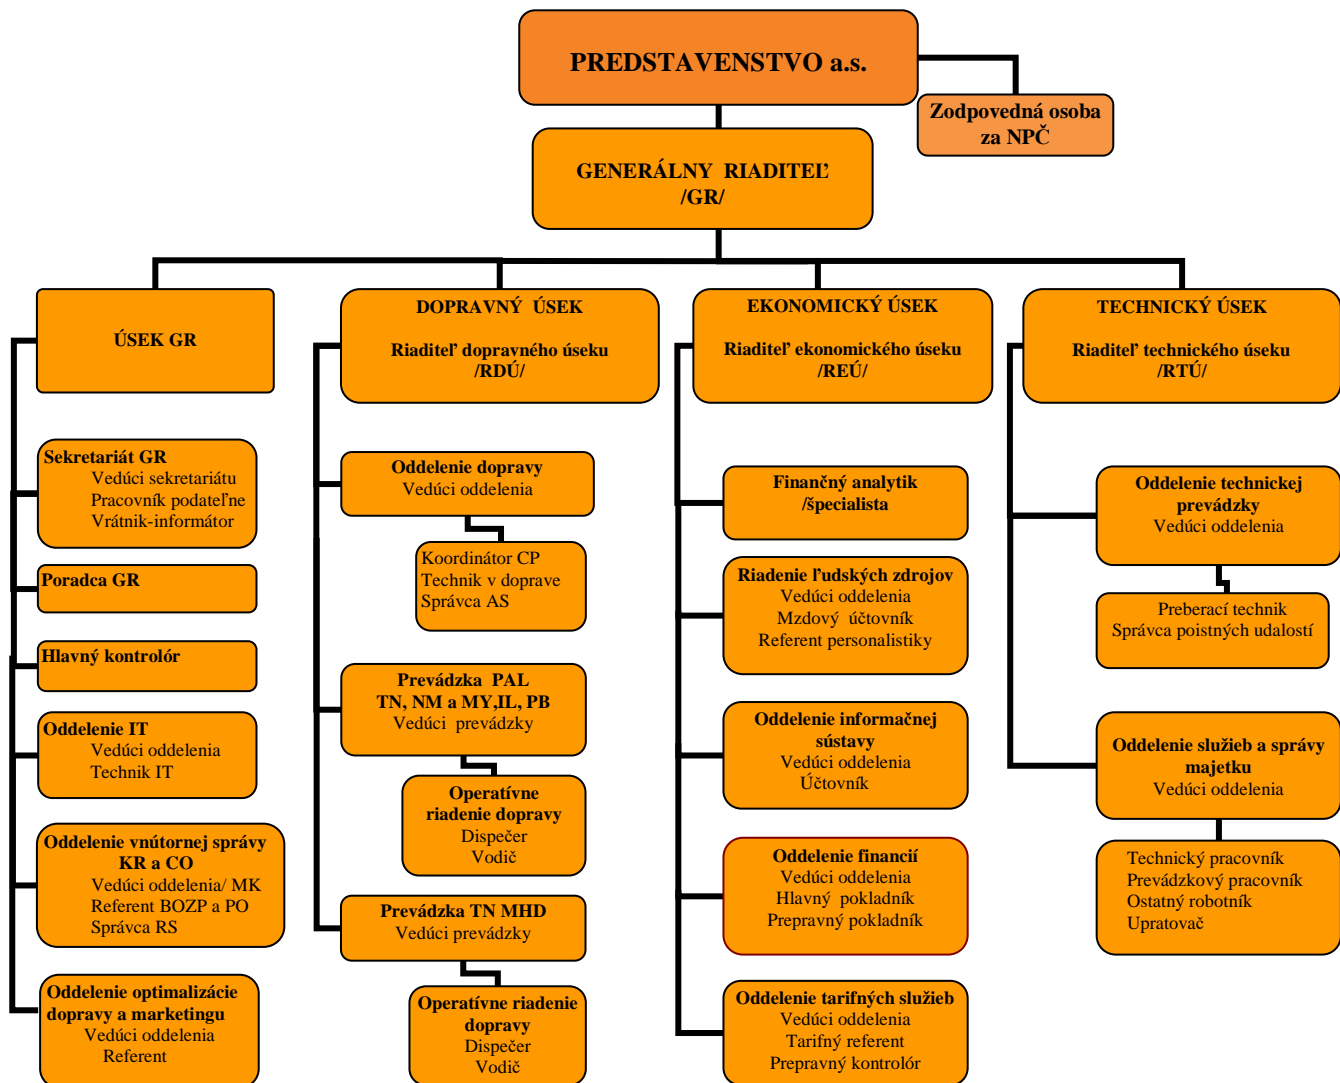 PREDSTAVENSTVO a.s.
Zodpovedná osoba
za NPČ
GENERÁLNY RIADITEĽ
/GR/
ÚSEK GR
Sekretariát GR
Vedúci sekretariátu
Pracovník podateľne
Vrátnik-informátor
Poradca GR
Hlavný kontrolór
Oddelenie IT
Vedúci oddelenia
Technik IT
Oddelenie vnútornej správy
KR a CO
Vedúci oddelenia/ MK
Referent BOZP a PO
Správca RS
Oddelenie optimalizácie
dopravy a marketingu
Vedúci oddelenia
Referent
DOPRAVNÝ ÚSEK
Riaditeľ dopravného úseku
/RDÚ/
Oddelenie dopravy
Vedúci oddelenia
Koordinátor CP
Technik v doprave
Správca AS
Prevádzka PAL
TN, NM a MY,IL, PB
Vedúci prevádzky
Operatívne
riadenie dopravy
Dispečer
Vodič
Prevádzka TN MHD
Vedúci prevádzky
Operatívne riadenie
dopravy
Dispečer
Vodič
EKONOMICKÝ ÚSEK
Riaditeľ ekonomického úseku
/REÚ/
Finančný analytik
/špecialista
Riadenie ľudských zdrojov
Vedúci oddelenia
Mzdový účtovník
Referent personalistiky
Oddelenie informačnej
sústavy
Vedúci oddelenia
Účtovník
Oddelenie financií
Vedúci oddelenia
Hlavný pokladník
Prepravný pokladník
Oddelenie tarifných služieb
Vedúci oddelenia
Tarifný referent
Prepravný kontrolór
TECHNICKÝ ÚSEK
Riaditeľ technického úseku
/RTÚ/
Oddelenie technickej
prevádzky
Vedúci oddelenia
Preberací technik
Správca poistných udalostí
Oddelenie služieb a správy
majetku
Vedúci oddelenia
Technický pracovník
Prevádzkový pracovník
Ostatný robotník
Upratovač